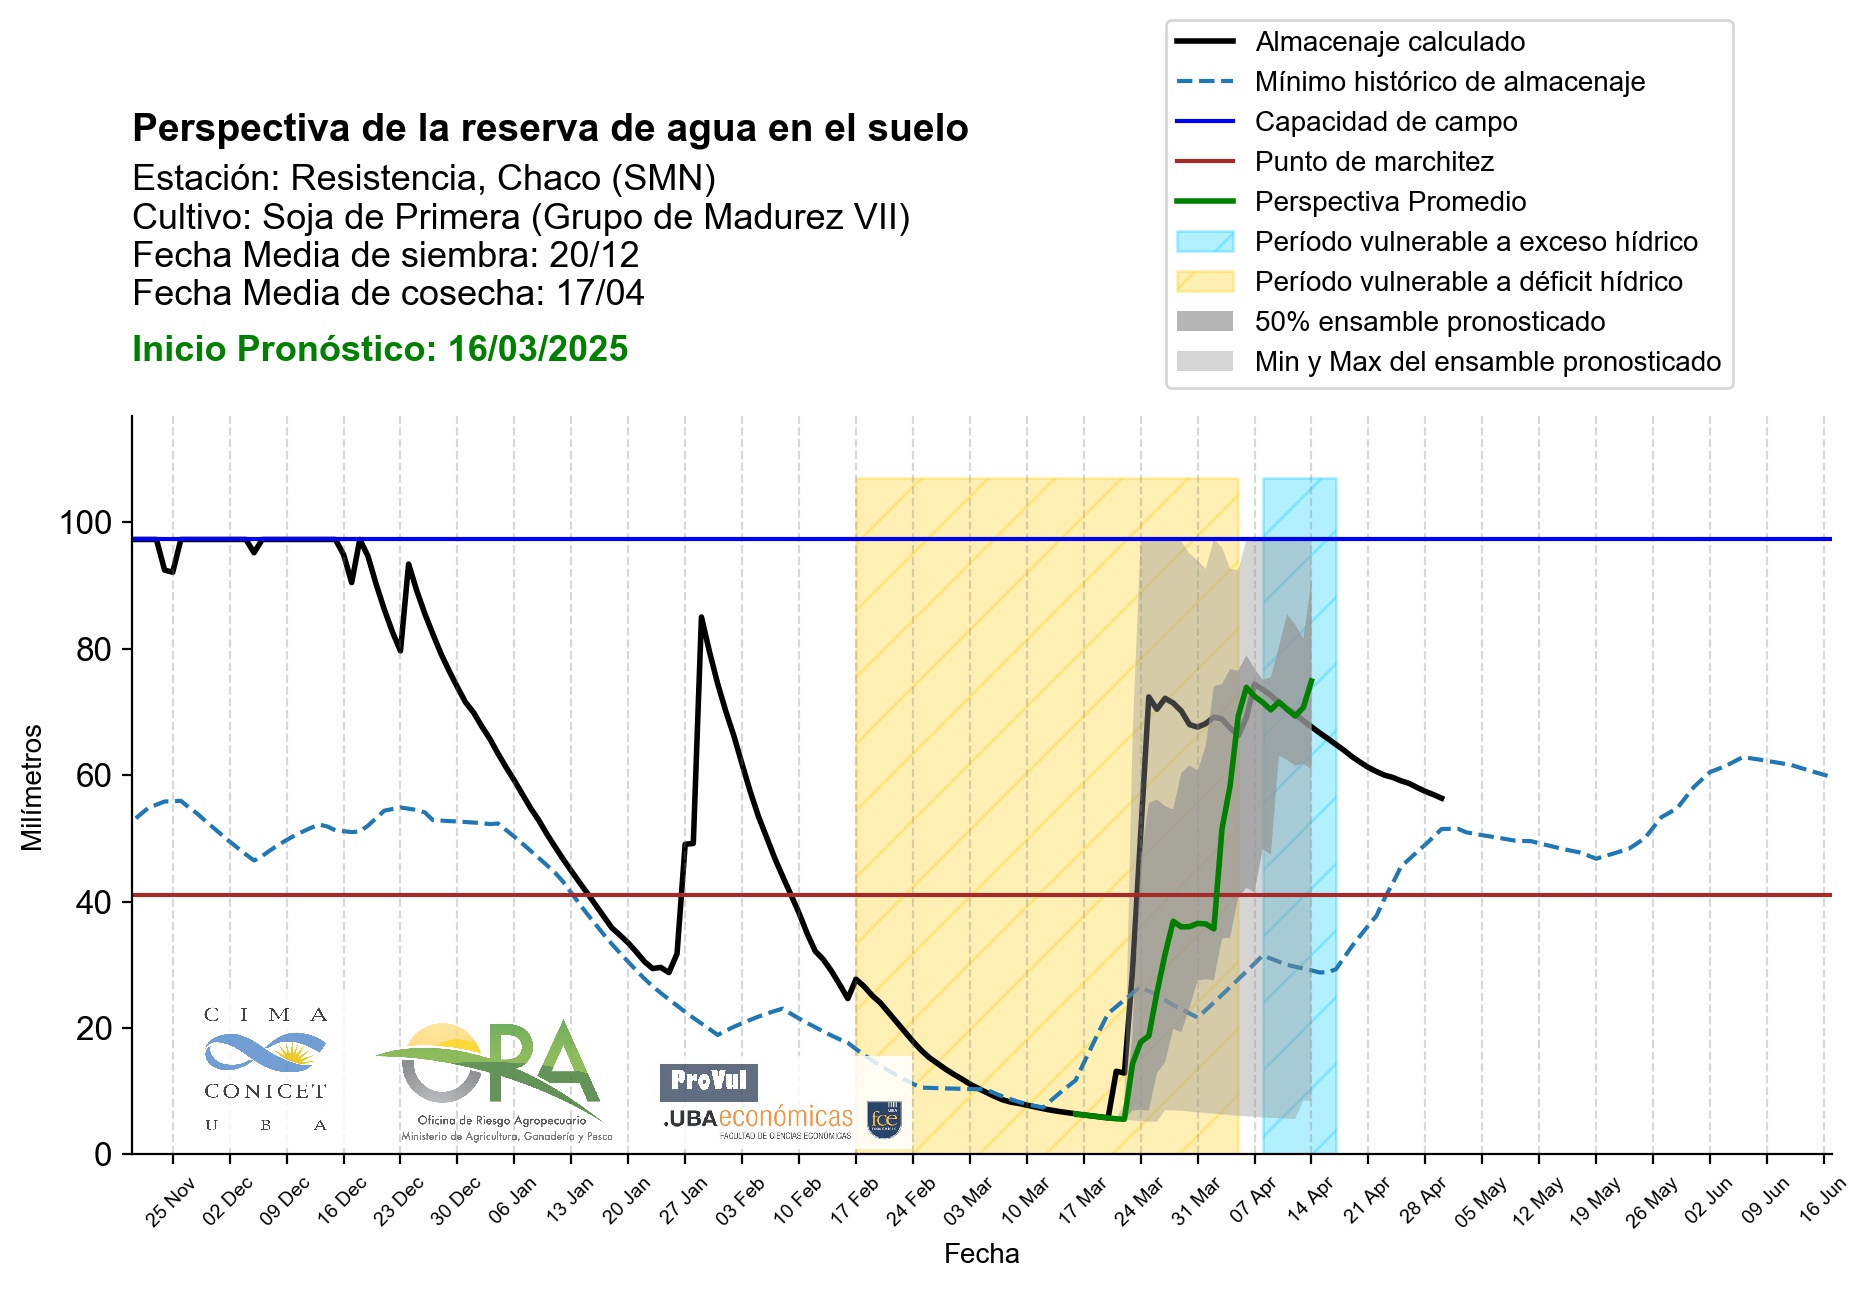 Almacenaje calculado
Mínimo histórico de almacenaje
Capacidad de campo
Punto de marchitez
Perspectiva Promedio
Período vulnerable a exceso hídrico
Período vulnerable a déficit hídrico
50% ensamble pronosticado
Min y Max del ensamble pronosticado
Perspectiva de la reserva de agua en el suelo
Estación: Resistencia, Chaco (SMN)
Cultivo: Soja de Primera (Grupo de Madurez VII)
Fecha Media de siembra: 20/12
Fecha Media de cosecha: 17/04
Inicio Pronóstico: 16/03/2025
Milímetros
100
80
60
40
20
0
C I M A
CONICET
U B A
ORA
Oficina de Riesgo Agropecuario
Ministerio de Agricultura, Ganadería y Pesca
ProVul
.UBAeconómicas
FACULTAD DE CIENCIAS ECONÓMICAS
UBA
fce
25 Nov
02 Dec
09 Dec
16 Dec
23 Dec
30 Dec
06 Jan
13 Jan
20 Jan
27 Jan
03 Feb
10 Feb
17 Feb
24 Feb
03 Mar
10 Mar
17 Mar
24 Mar
31 Mar
07 Apr
14 Apr
21 Apr
28 Apr
05 May
12 May
19 May
26 May
02 Jun
09 Jun
16 Jun
Fecha